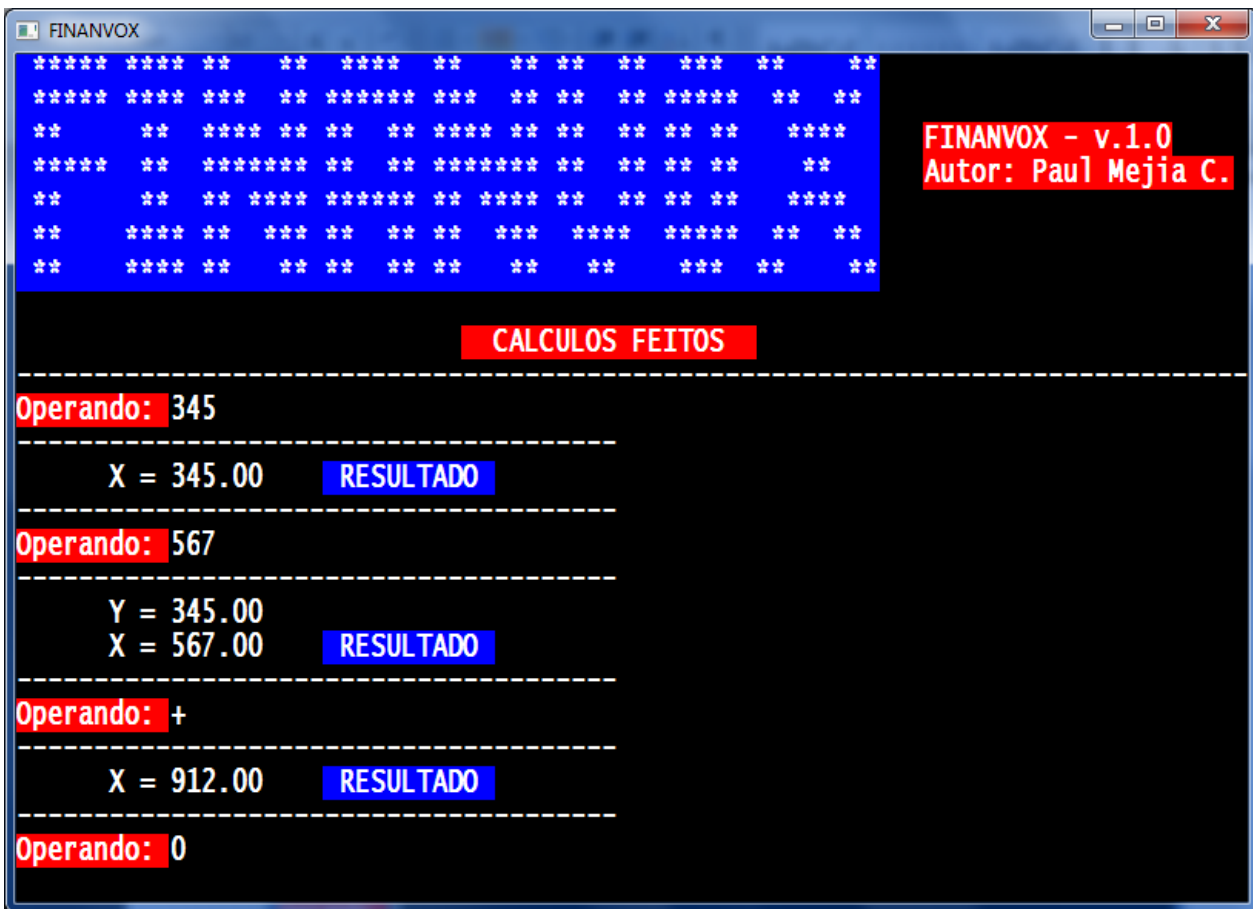 FINANVOX
***** **** **   **  ****  **   ** **  **  ***  **    **
***** **** ***  ** ****** ***  ** **  ** *****  **  **
**     **  **** ** **  ** **** ** **  ** ** **   ****
*****  **  ******* **  ** ******* **  ** ** **    **
**     **  ** **** ****** ** **** **  ** ** **   ****
**    **** **  *** **  ** **  ***  ****  *****  **  **
**    **** **   ** **  ** **   **   **    ***  **    **
FINANVOX - v.1.0
Autor: Paul Mejia C.
CALCULOS FEITOS
--------------------------------------------------------------------------------
Operando: 345
---------------------------------------
X = 345.00 RESULTADO
---------------------------------------
Operando: 567
---------------------------------------
Y = 345.00
X = 567.00 RESULTADO
---------------------------------------
Operando: +
---------------------------------------
X = 912.00 RESULTADO
---------------------------------------
Operando: 0